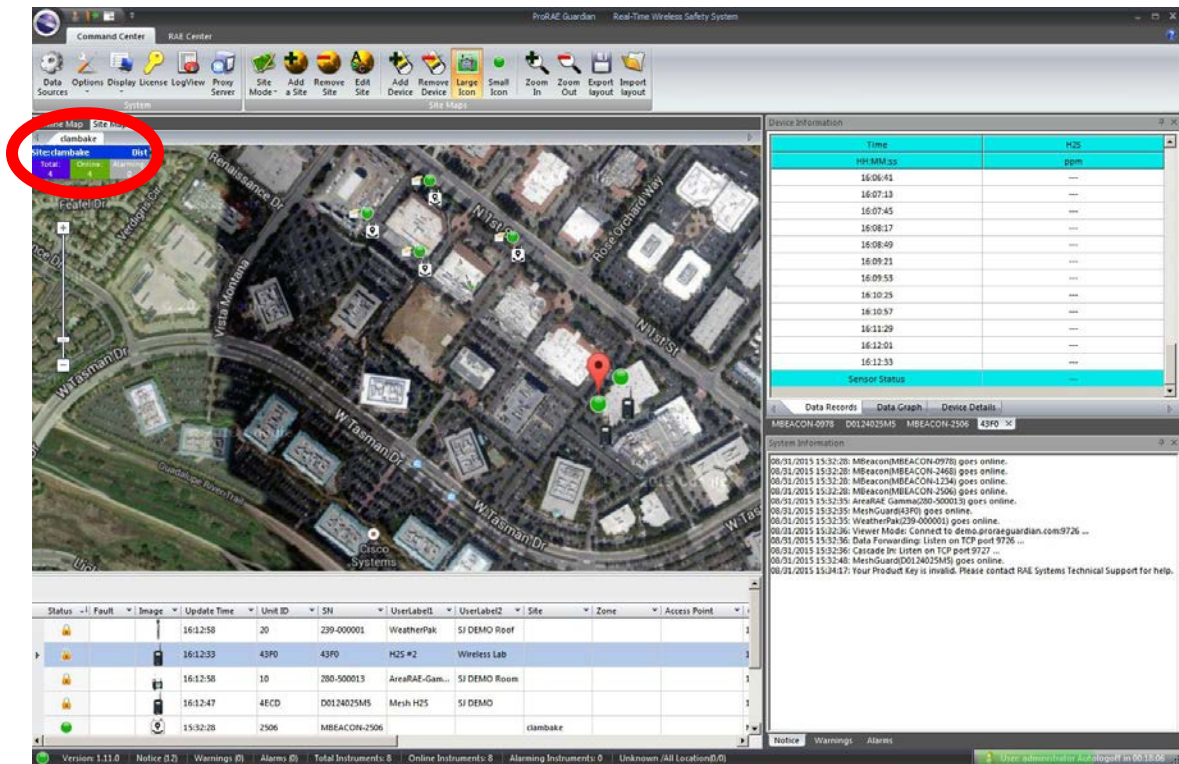 ProRAE Guardian Real-Time Wireless Safety System
Command Center RAE Center
Data Sources Options Display License LogView Proxy Server Site Mode Add a Site Remove Site Edit Site Add Device Remove Device Large Icon Small Icon Zoom In Zoom Out Export layout Import layout
System Site Maps
Map Site
clambake
Site:clambake Dist
Total: Online: Alarming:
4 4 0
Renaissance Dr
Verdigris
Vista Montana
N 1st St
Rose Orchard Way
N 1st St
W Tasman Dr
W Tasman Dr
W Tasman Dr
Cisco Systems
Device Information
Time H2S
HH:MM:ss ppm
16:06:41 ---
16:07:13 ---
16:07:45 ---
16:08:17 ---
16:08:49 ---
16:09:21 ---
16:09:53 ---
16:10:25 ---
16:10:57 ---
16:11:29 ---
16:12:01 ---
16:12:33 ---
Sensor Status ---
Data Records Data Graph Device Details
MBEACON-0978 D0124025M5 MBEACON-2506 43F0
System Information
08/31/2015 15:32:28: MBeacon(MBEACON-0978) goes online.
08/31/2015 15:32:28: MBeacon(MBEACON-2468) goes online.
08/31/2015 15:32:28: MBeacon(MBEACON-1234) goes online.
08/31/2015 15:32:28: MBeacon(MBEACON-2506) goes online.
08/31/2015 15:32:35: AreaRAE Gamma(280-500013) goes online.
08/31/2015 15:32:35: MeshGuard(43F0) goes online.
08/31/2015 15:32:35: WeatherPak(239-000001) goes online.
08/31/2015 15:32:36: Viewer Mode: Connect to demo.proraeguardian.com:9726 ...
08/31/2015 15:32:36: Data Forwarding: Listen on TCP port 9726 ...
08/31/2015 15:32:36: Cascade In: Listen on TCP port 9727 ...
08/31/2015 15:32:48: MeshGuard(D0124025M5) goes online.
08/31/2015 15:34:17: Your Product Key is invalid. Please contact RAE Systems Technical Support for help.
Status Fault Image Update Time Unit ID SN UserLabel1 UserLabel2 Site Zone Access Point
16:12:58 20 239-000001 WeatherPak SJ DEMO Roof
16:12:33 43F0 43F0 H2S #2 Wireless Lab
16:12:58 10 280-500013 AreaRAE-Gam... SJ DEMO Room
16:12:47 4ECD D0124025M5 Mesh H2S SJ DEMO
15:32:28 2506 MBEACON-2506 clambake
Notice Warnings Alarms
Version: 1.11.0 Notice (12) Warnings (0) Alarms (0) Total Instruments: 8 Online Instruments: 8 Alarming Instruments: 0 Unknown /All Location(0/0) User: administrator Autologoff in 00:18:06